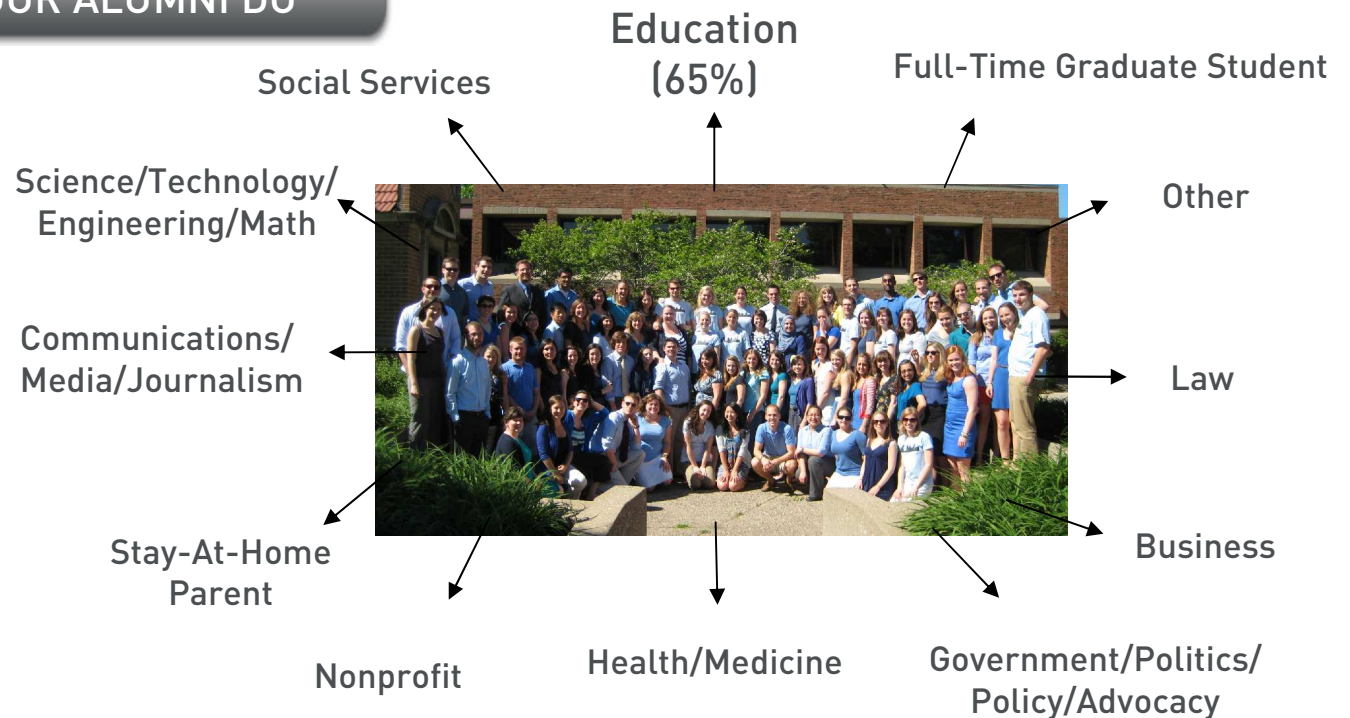 OUR ALUMNI DO
Education
(65%)
Social Services
Full-Time Graduate Student
Science/Technology/
Engineering/Math
Other
Communications/
Media/Journalism
Law
Stay-At-Home
Parent
Business
Nonprofit
Health/Medicine
Government/Politics/
Policy/Advocacy